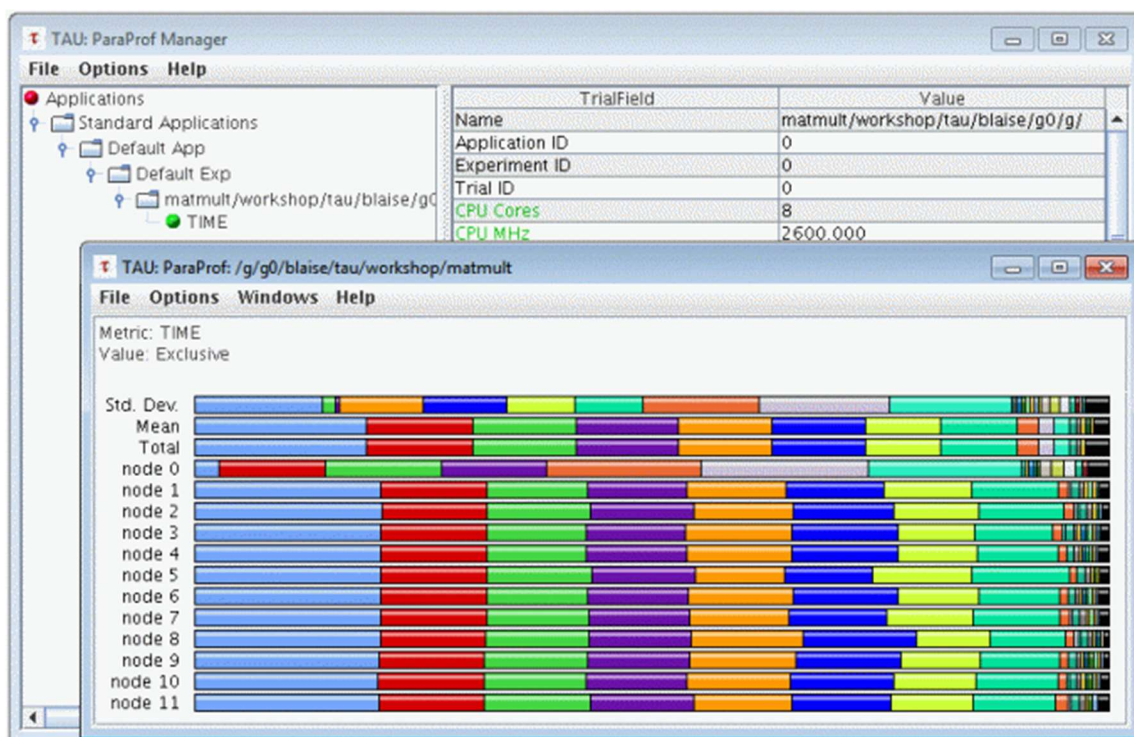 TAU: ParaProf Manager
File Options Help
Applications
Standard Applications
Default App
Default Exp
matmult/workshop/tau/blaise/g0
TIME
TrialField Value
Name matmult/workshop/tau/blaise/g0/g/
Application ID 0
Experiment ID 0
Trial ID 0
CPU Cores 8
CPU MHz 2600.000
TAU: ParaProf: /g/g0/blaise/tau/workshop/matmult
File Options Windows Help
Metric: TIME
Value: Exclusive
Std. Dev.
Mean
Total
node 0
node 1
node 2
node 3
node 4
node 5
node 6
node 7
node 8
node 9
node 10
node 11